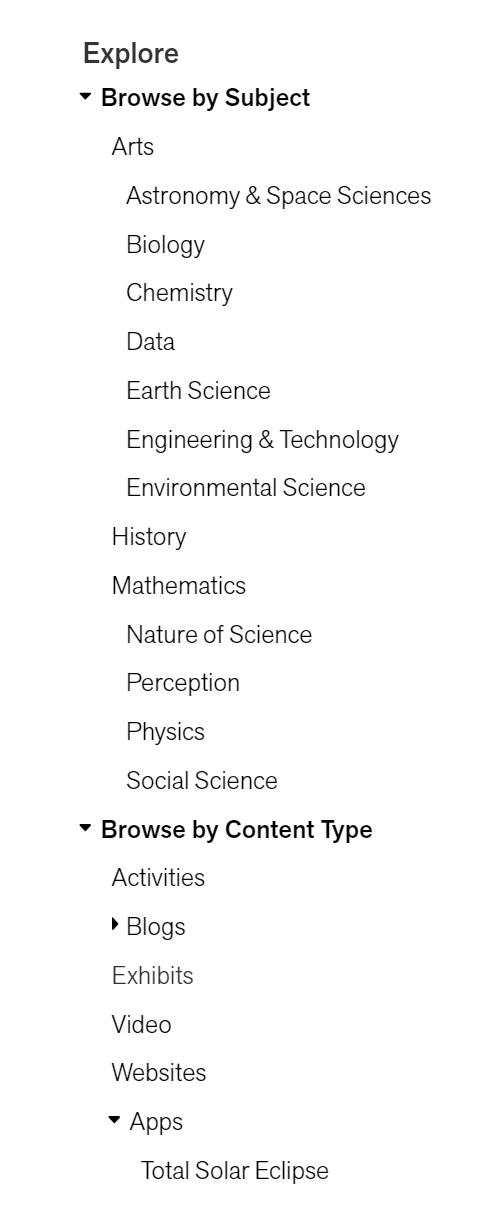 Explore
Browse by Subject
Arts
Astronomy & Space Sciences
Biology
Chemistry
Data
Earth Science
Engineering & Technology
Environmental Science
History
Mathematics
Nature of Science
Perception
Physics
Social Science
Browse by Content Type
Activities
Blogs
Exhibits
Video
Websites
Apps
Total Solar Eclipse